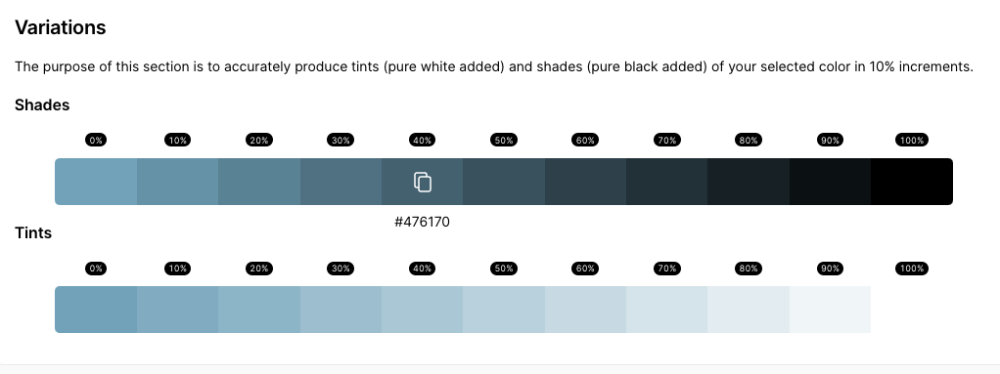 Variations
The purpose of this section is to accurately produce tints (pure white added) and shades (pure black added) of your selected color in 10% increments.
Shades
0% 10% 20% 30% 40% 50% 60% 70% 80% 90% 100%
#476170
Tints
0% 10% 20% 30% 40% 50% 60% 70% 80% 90% 100%